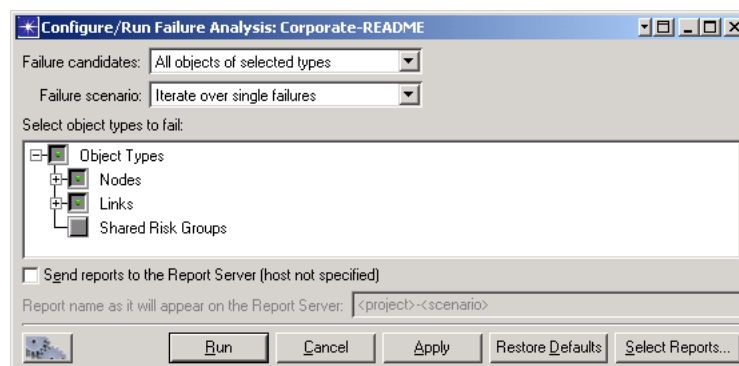 Configure/Run Failure Analysis: Corporate-README
Failure candidates: All objects of selected types
Failure scenario: Iterate over single failures
Select object types to fail:
Object Types
Nodes
Links
Shared Risk Groups
Send reports to the Report Server (host not specified)
Report name as it will appear on the Report Server: <project>-<scenario>
Run Cancel Apply Restore Defaults Select Reports...